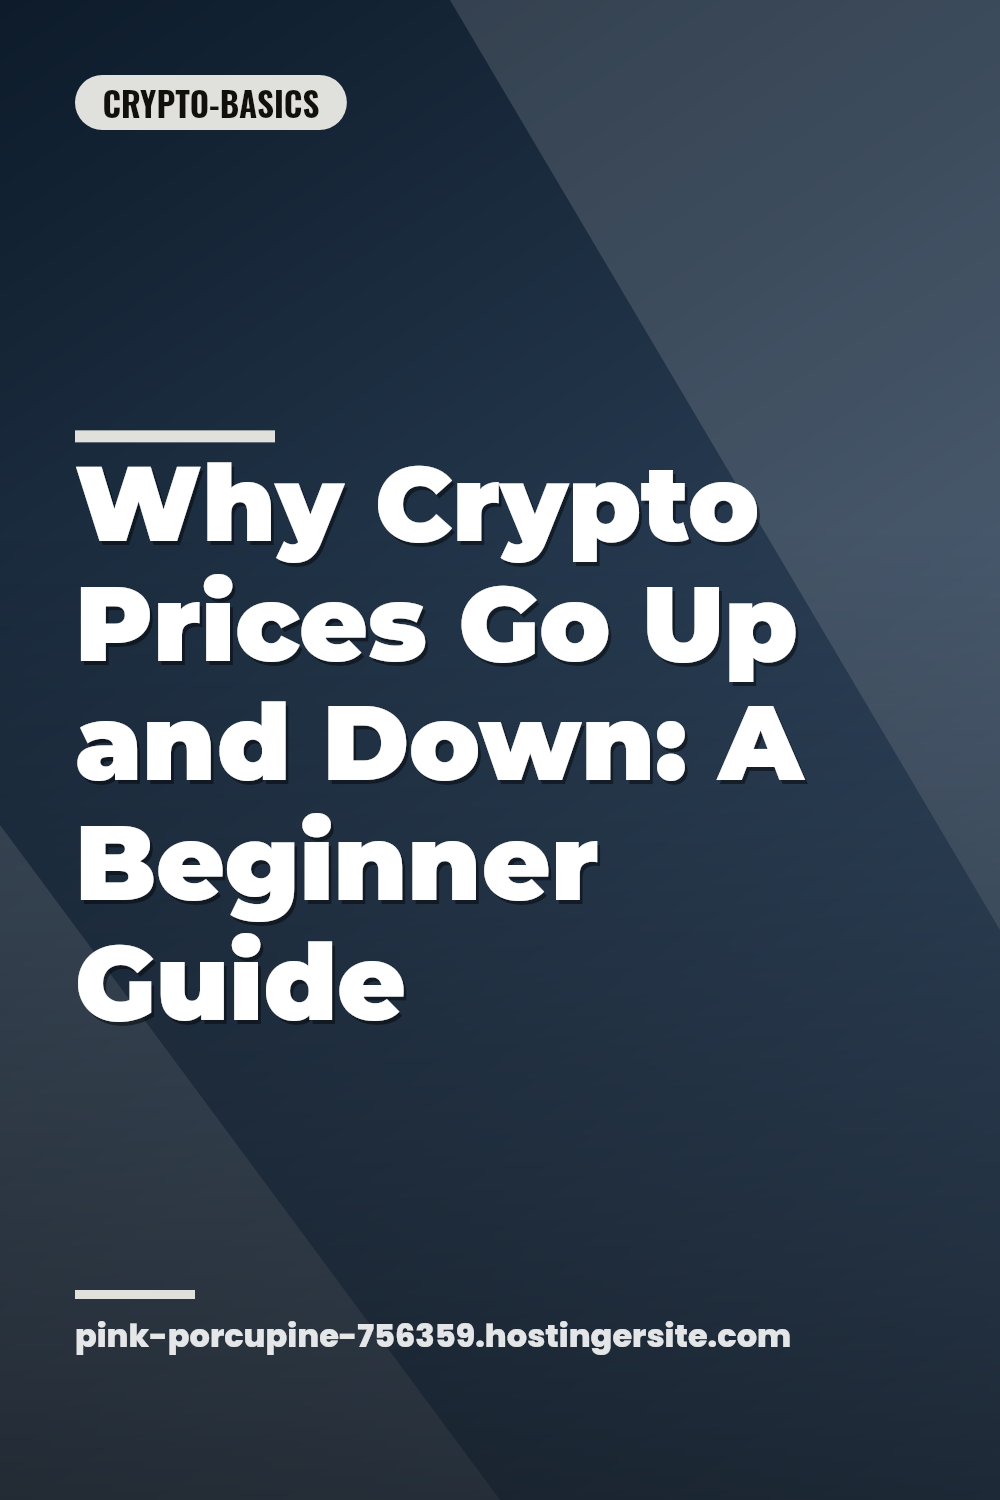 CRYPTO-BASICS
Why Crypto
Prices Go Up
and Down: A
Beginner
Guide
pink-porcupine-756359.hostingersite.com